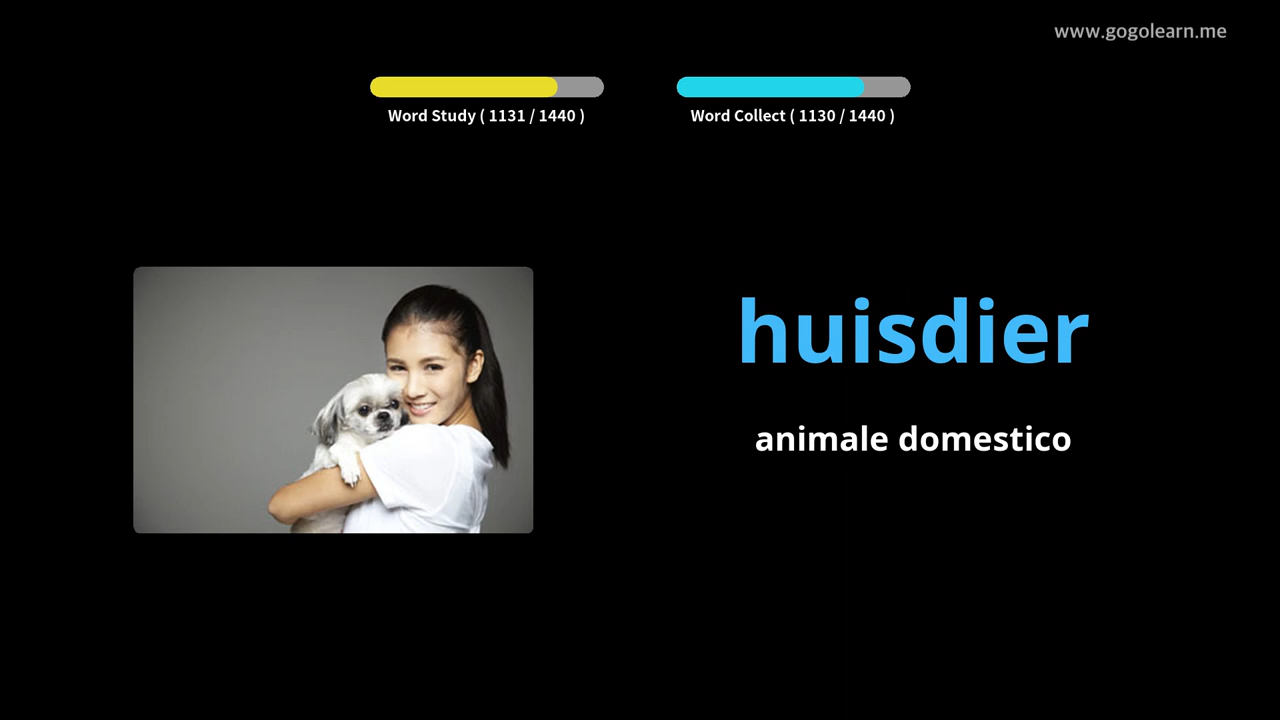 www.gogolearn.me
Word Study ( 1131 / 1440 )
Word Collect ( 1130 / 1440 )
huisdier
animale domestico